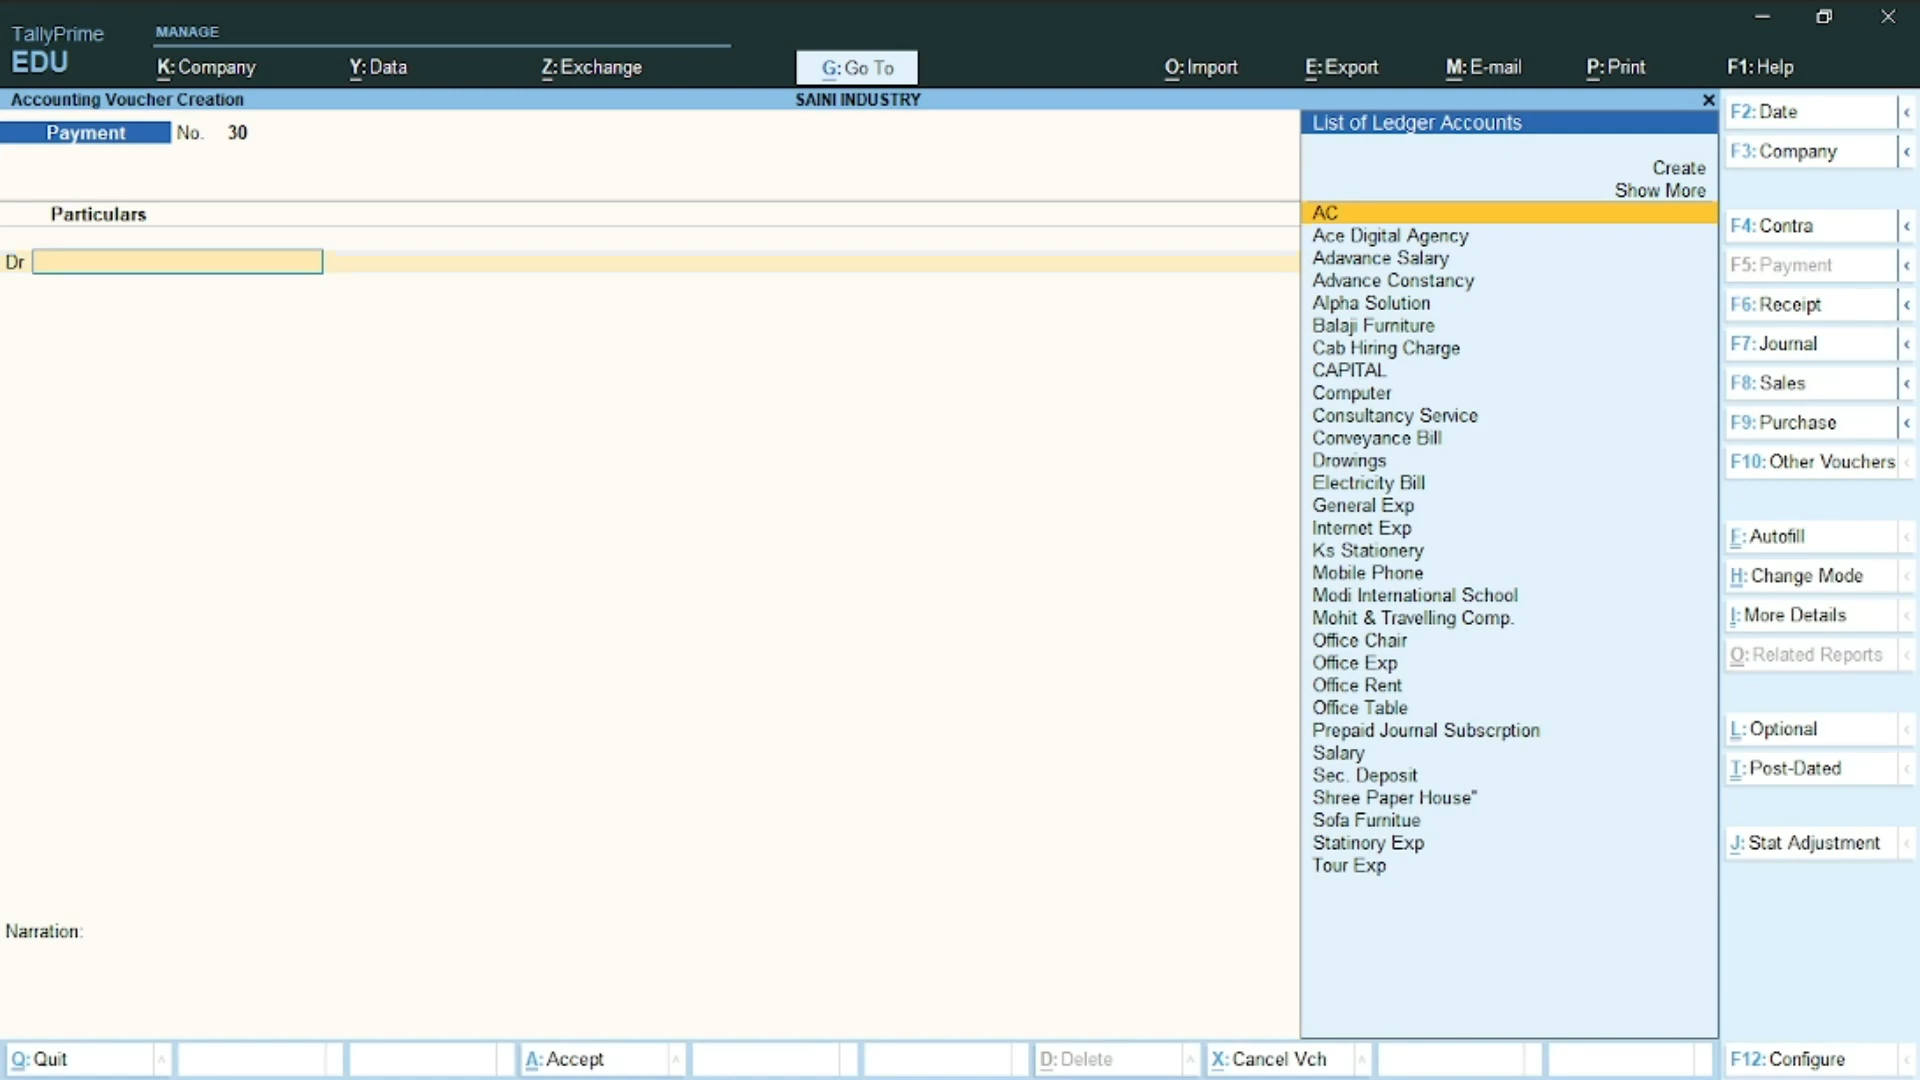 TallyPrime
EDU
MANAGE
K: Company
Y: Data
Z: Exchange
G: Go To
O: Import
E: Export
M: E-mail
P: Print
F1: Help
Accounting Voucher Creation
SAINI INDUSTRY
Payment No. 30
Particulars
Dr
Narration:
List of Ledger Accounts
Create
Show More
AC
Ace Digital Agency
Adavance Salary
Advance Constancy
Alpha Solution
Balaji Furniture
Cab Hiring Charge
CAPITAL
Computer
Consultancy Service
Conveyance Bill
Drowings
Electricity Bill
General Exp
Internet Exp
Ks Stationery
Mobile Phone
Modi International School
Mohit & Travelling Comp.
Office Chair
Office Exp
Office Rent
Office Table
Prepaid Journal Subscrption
Salary
Sec. Deposit
Shree Paper House"
Sofa Furnitue
Statinory Exp
Tour Exp
F2: Date
F3: Company
F4: Contra
F5: Payment
F6: Receipt
F7: Journal
F8: Sales
F9: Purchase
F10: Other Vouchers
F: Autofill
H: Change Mode
I: More Details
O: Related Reports
L: Optional
T: Post-Dated
J: Stat Adjustment
Q: Quit
A: Accept
D: Delete
X: Cancel Vch
F12: Configure